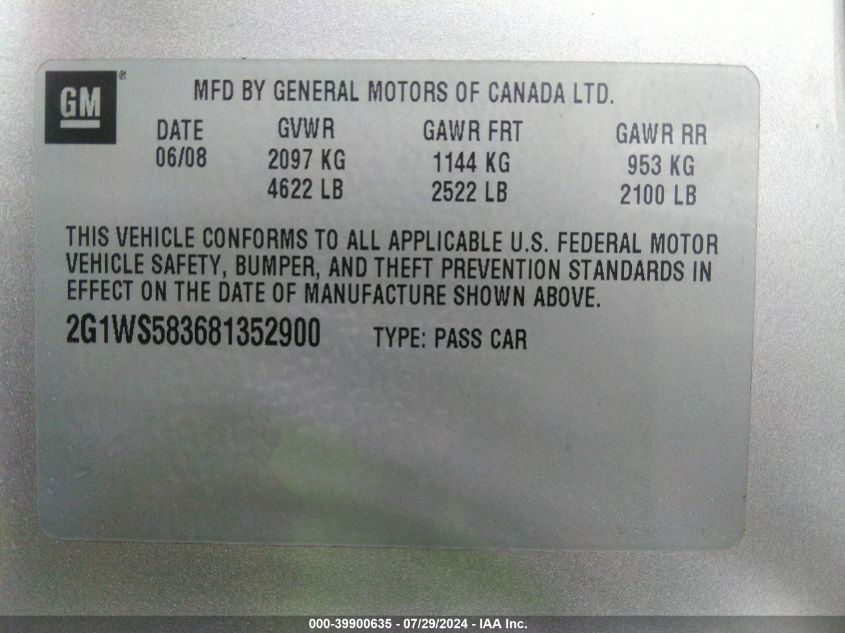 GM ®
MFD BY GENERAL MOTORS OF CANADA LTD.
DATE GVWR GAWR FRT GAWR RR
06/08 2097 KG 1144 KG 953 KG
4622 LB 2522 LB 2100 LB
THIS VEHICLE CONFORMS TO ALL APPLICABLE U.S. FEDERAL MOTOR
VEHICLE SAFETY, BUMPER, AND THEFT PREVENTION STANDARDS IN
EFFECT ON THE DATE OF MANUFACTURE SHOWN ABOVE.
2G1WS583681352900 TYPE: PASS CAR
000-39900635 - 07/29/2024 - IAA Inc.